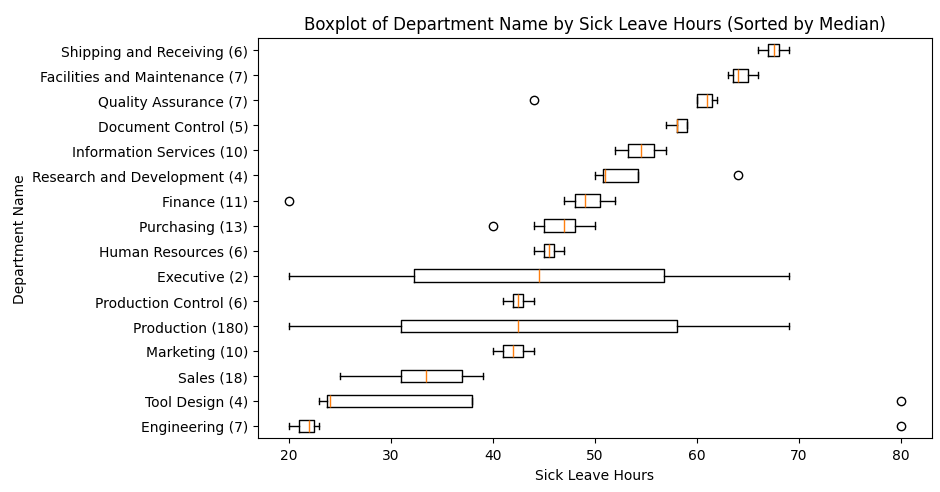 Boxplot of Department Name by Sick Leave Hours (Sorted by Median)
Department Name
Shipping and Receiving (6)
Facilities and Maintenance (7)
Quality Assurance (7)
Document Control (5)
Information Services (10)
Research and Development (4)
Finance (11)
Purchasing (13)
Human Resources (6)
Executive (2)
Production Control (6)
Production (180)
Marketing (10)
Sales (18)
Tool Design (4)
Engineering (7)
20 30 40 50 60 70 80
Sick Leave Hours